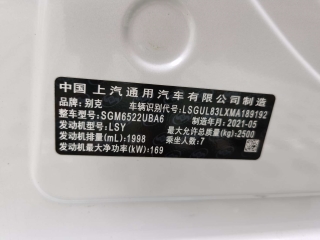 中国 上汽通用汽车有限公司制造
品牌: 别克 车辆识别代号: LSGUL83LXMA189192
整车型号: SGM6522UBA6 制造年月: 2021-05
发动机型号: LSY 最大允许总质量(kg): 2500
排量(mL): 1998 乘坐人数: 7
发动机最大净功率(kW): 169